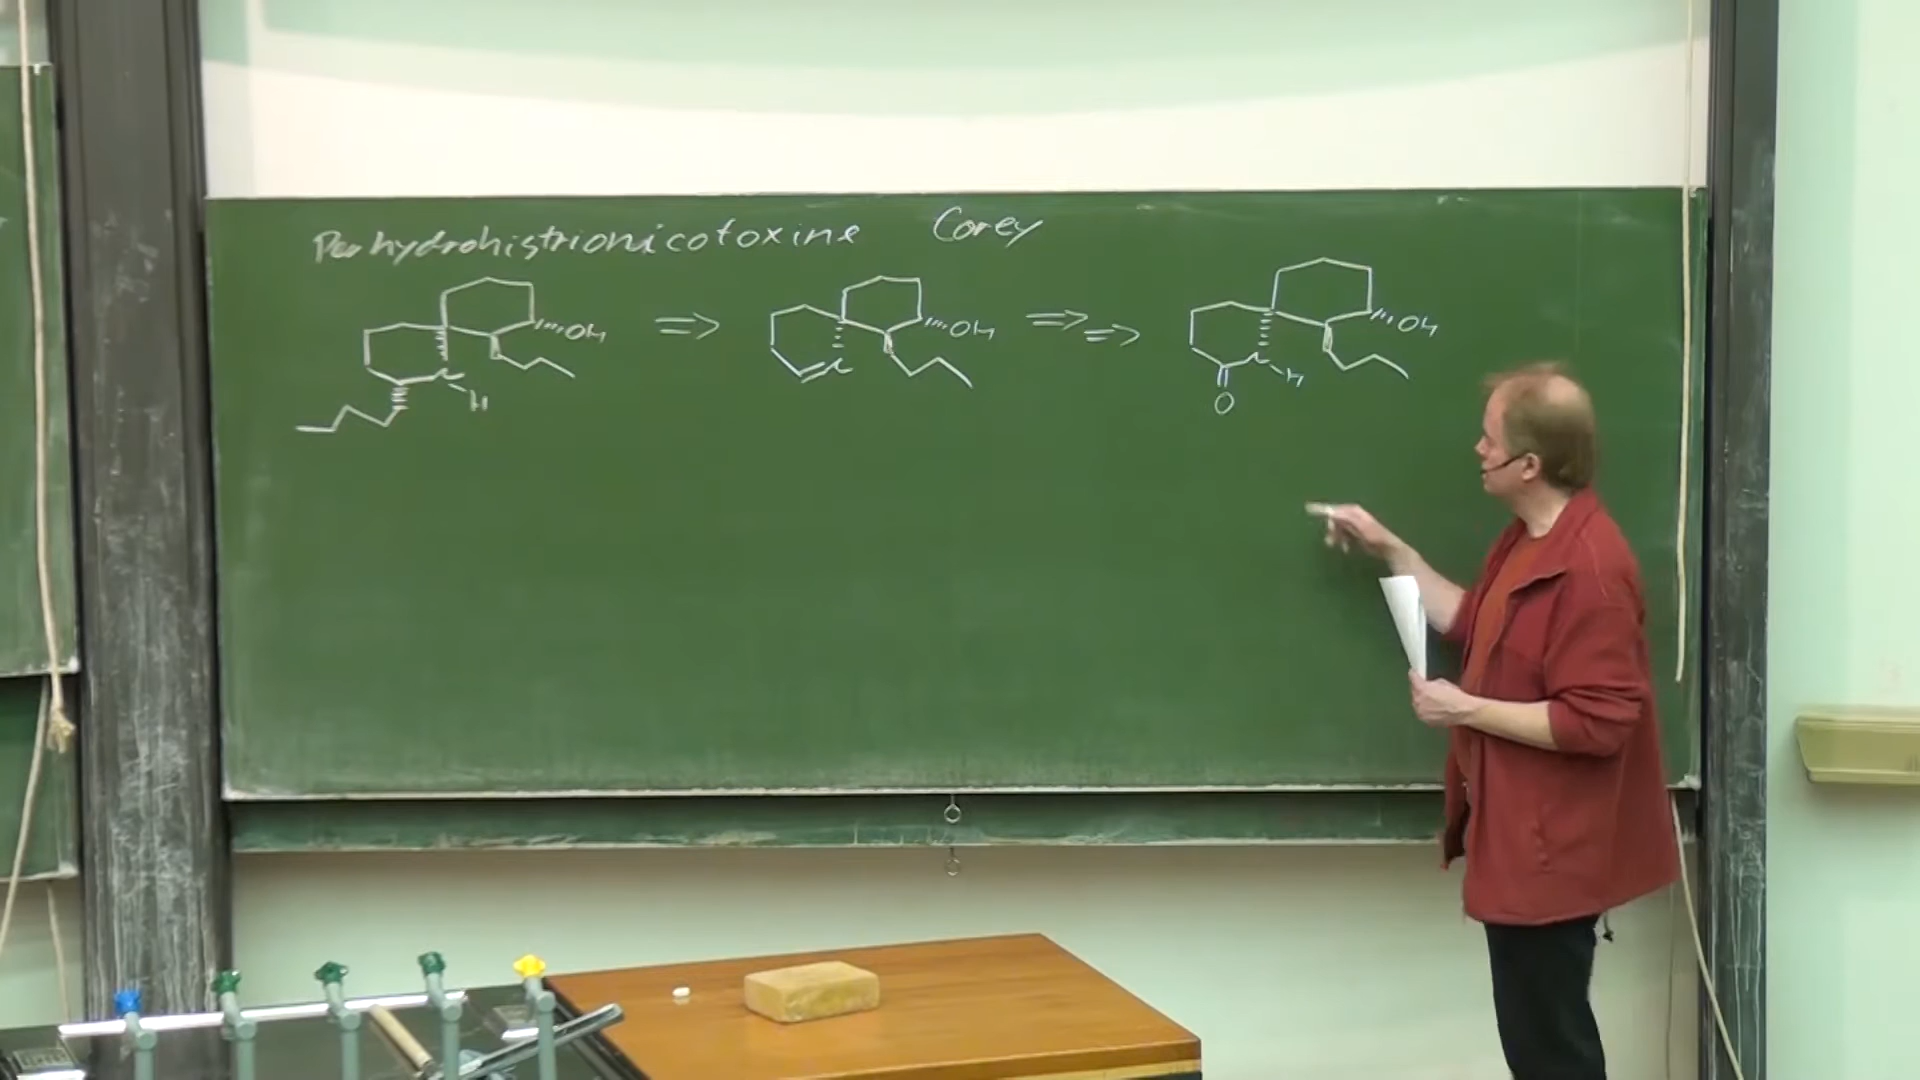 Perhydrohistrionicotoxine Corey
OH OH OH
H H
O